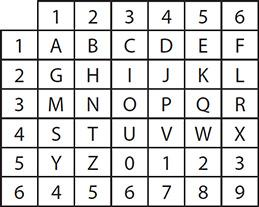 1 2 3 4 5 6
1 A B C D E F
2 G H I J K L
3 M N O P Q R
4 S T U V W X
5 Y Z 0 1 2 3
6 4 5 6 7 8 9